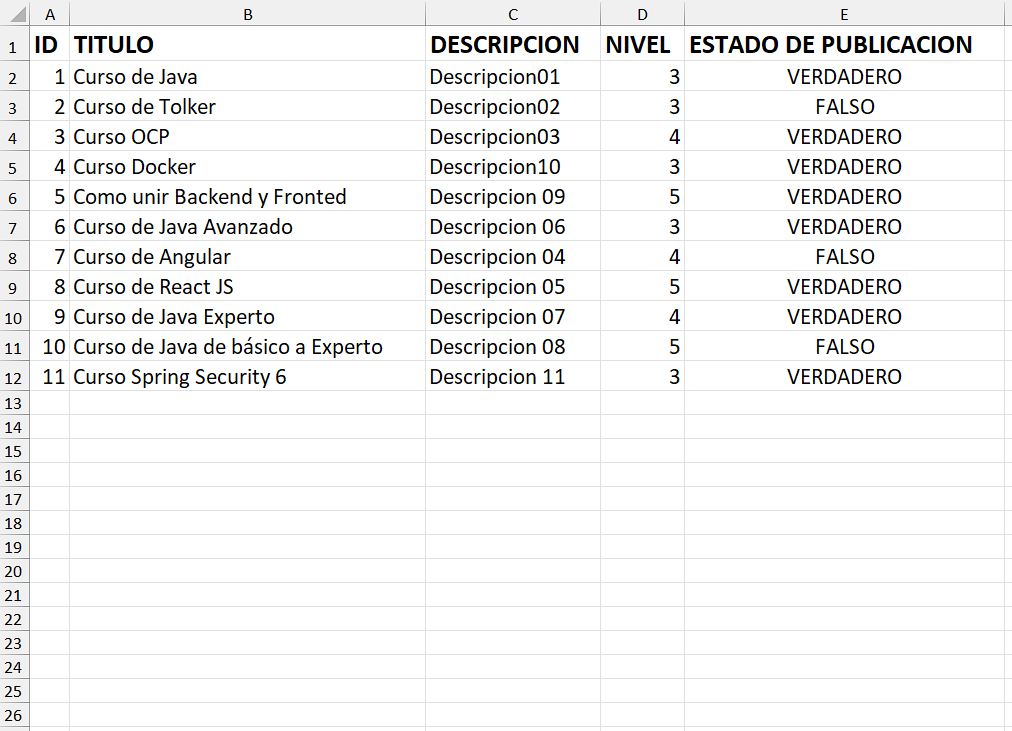 A B C D E
1 ID TITULO DESCRIPCION NIVEL ESTADO DE PUBLICACION
2 1 Curso de Java Descripcion01 3 VERDADERO
3 2 Curso de Tolker Descripcion02 3 FALSO
4 3 Curso OCP Descripcion03 4 VERDADERO
5 4 Curso Docker Descripcion10 3 VERDADERO
6 5 Como unir Backend y Fronted Descripcion 09 5 VERDADERO
7 6 Curso de Java Avanzado Descripcion 06 3 VERDADERO
8 7 Curso de Angular Descripcion 04 4 FALSO
9 8 Curso de React JS Descripcion 05 5 VERDADERO
10 9 Curso de Java Experto Descripcion 07 4 VERDADERO
11 10 Curso de Java de básico a Experto Descripcion 08 5 FALSO
12 11 Curso Spring Security 6 Descripcion 11 3 VERDADERO
13
14
15
16
17
18
19
20
21
22
23
24
25
26